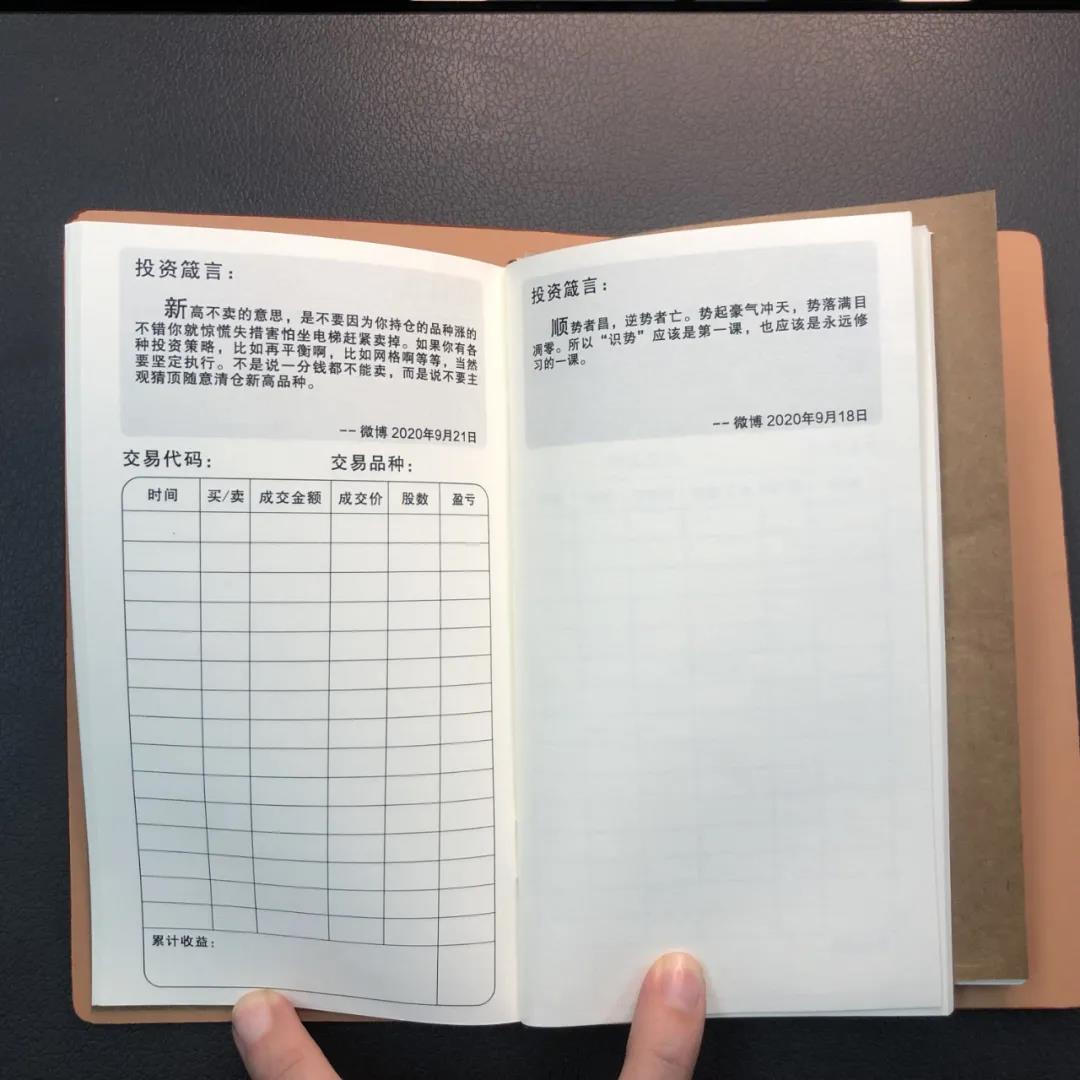 投资箴言：
新高不卖的意思，是不要因为你持仓的品种涨的
不错你就惊慌失措害怕坐电梯赶紧卖掉。如果你有各
种投资策略，比如再平衡啊，比如网格啊等等，当然
要坚定执行。不是说一分钱都不能卖，而是说不要主
观猜顶随意清仓新高品种。
-- 微博 2020年9月21日
交易代码：
交易品种：
时间 买/卖 成交金额 成交价 股数 盈亏
累计收益：
投资箴言：
顺势者昌，逆势者亡。势起豪气冲天，势落满目
凋零。所以“识势”应该是第一课，也应该是永远修
习的一课。
-- 微博 2020年9月18日